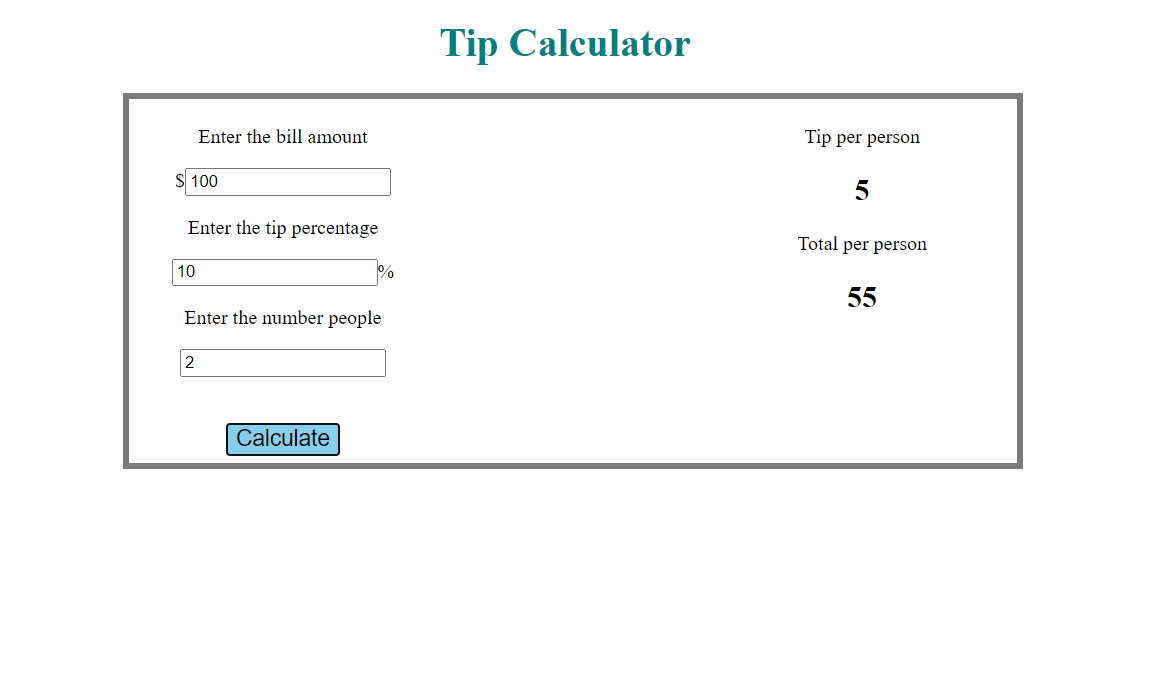 Tip Calculator
Enter the bill amount
$100
Enter the tip percentage
10%
Enter the number people
2
Calculate
Tip per person
5
Total per person
55